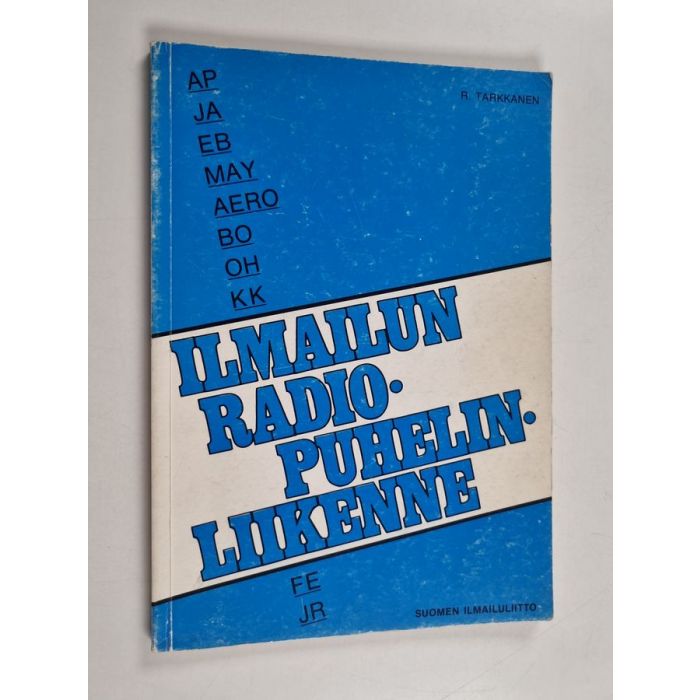 R. TARKKANEN
AP
JA
EB
MAY
AERO
BO
OH
KK
ILMAILUN
RADIO-
PUHELIN-
LIIKENNE
FE
JR
SUOMEN ILMAILULIITTO